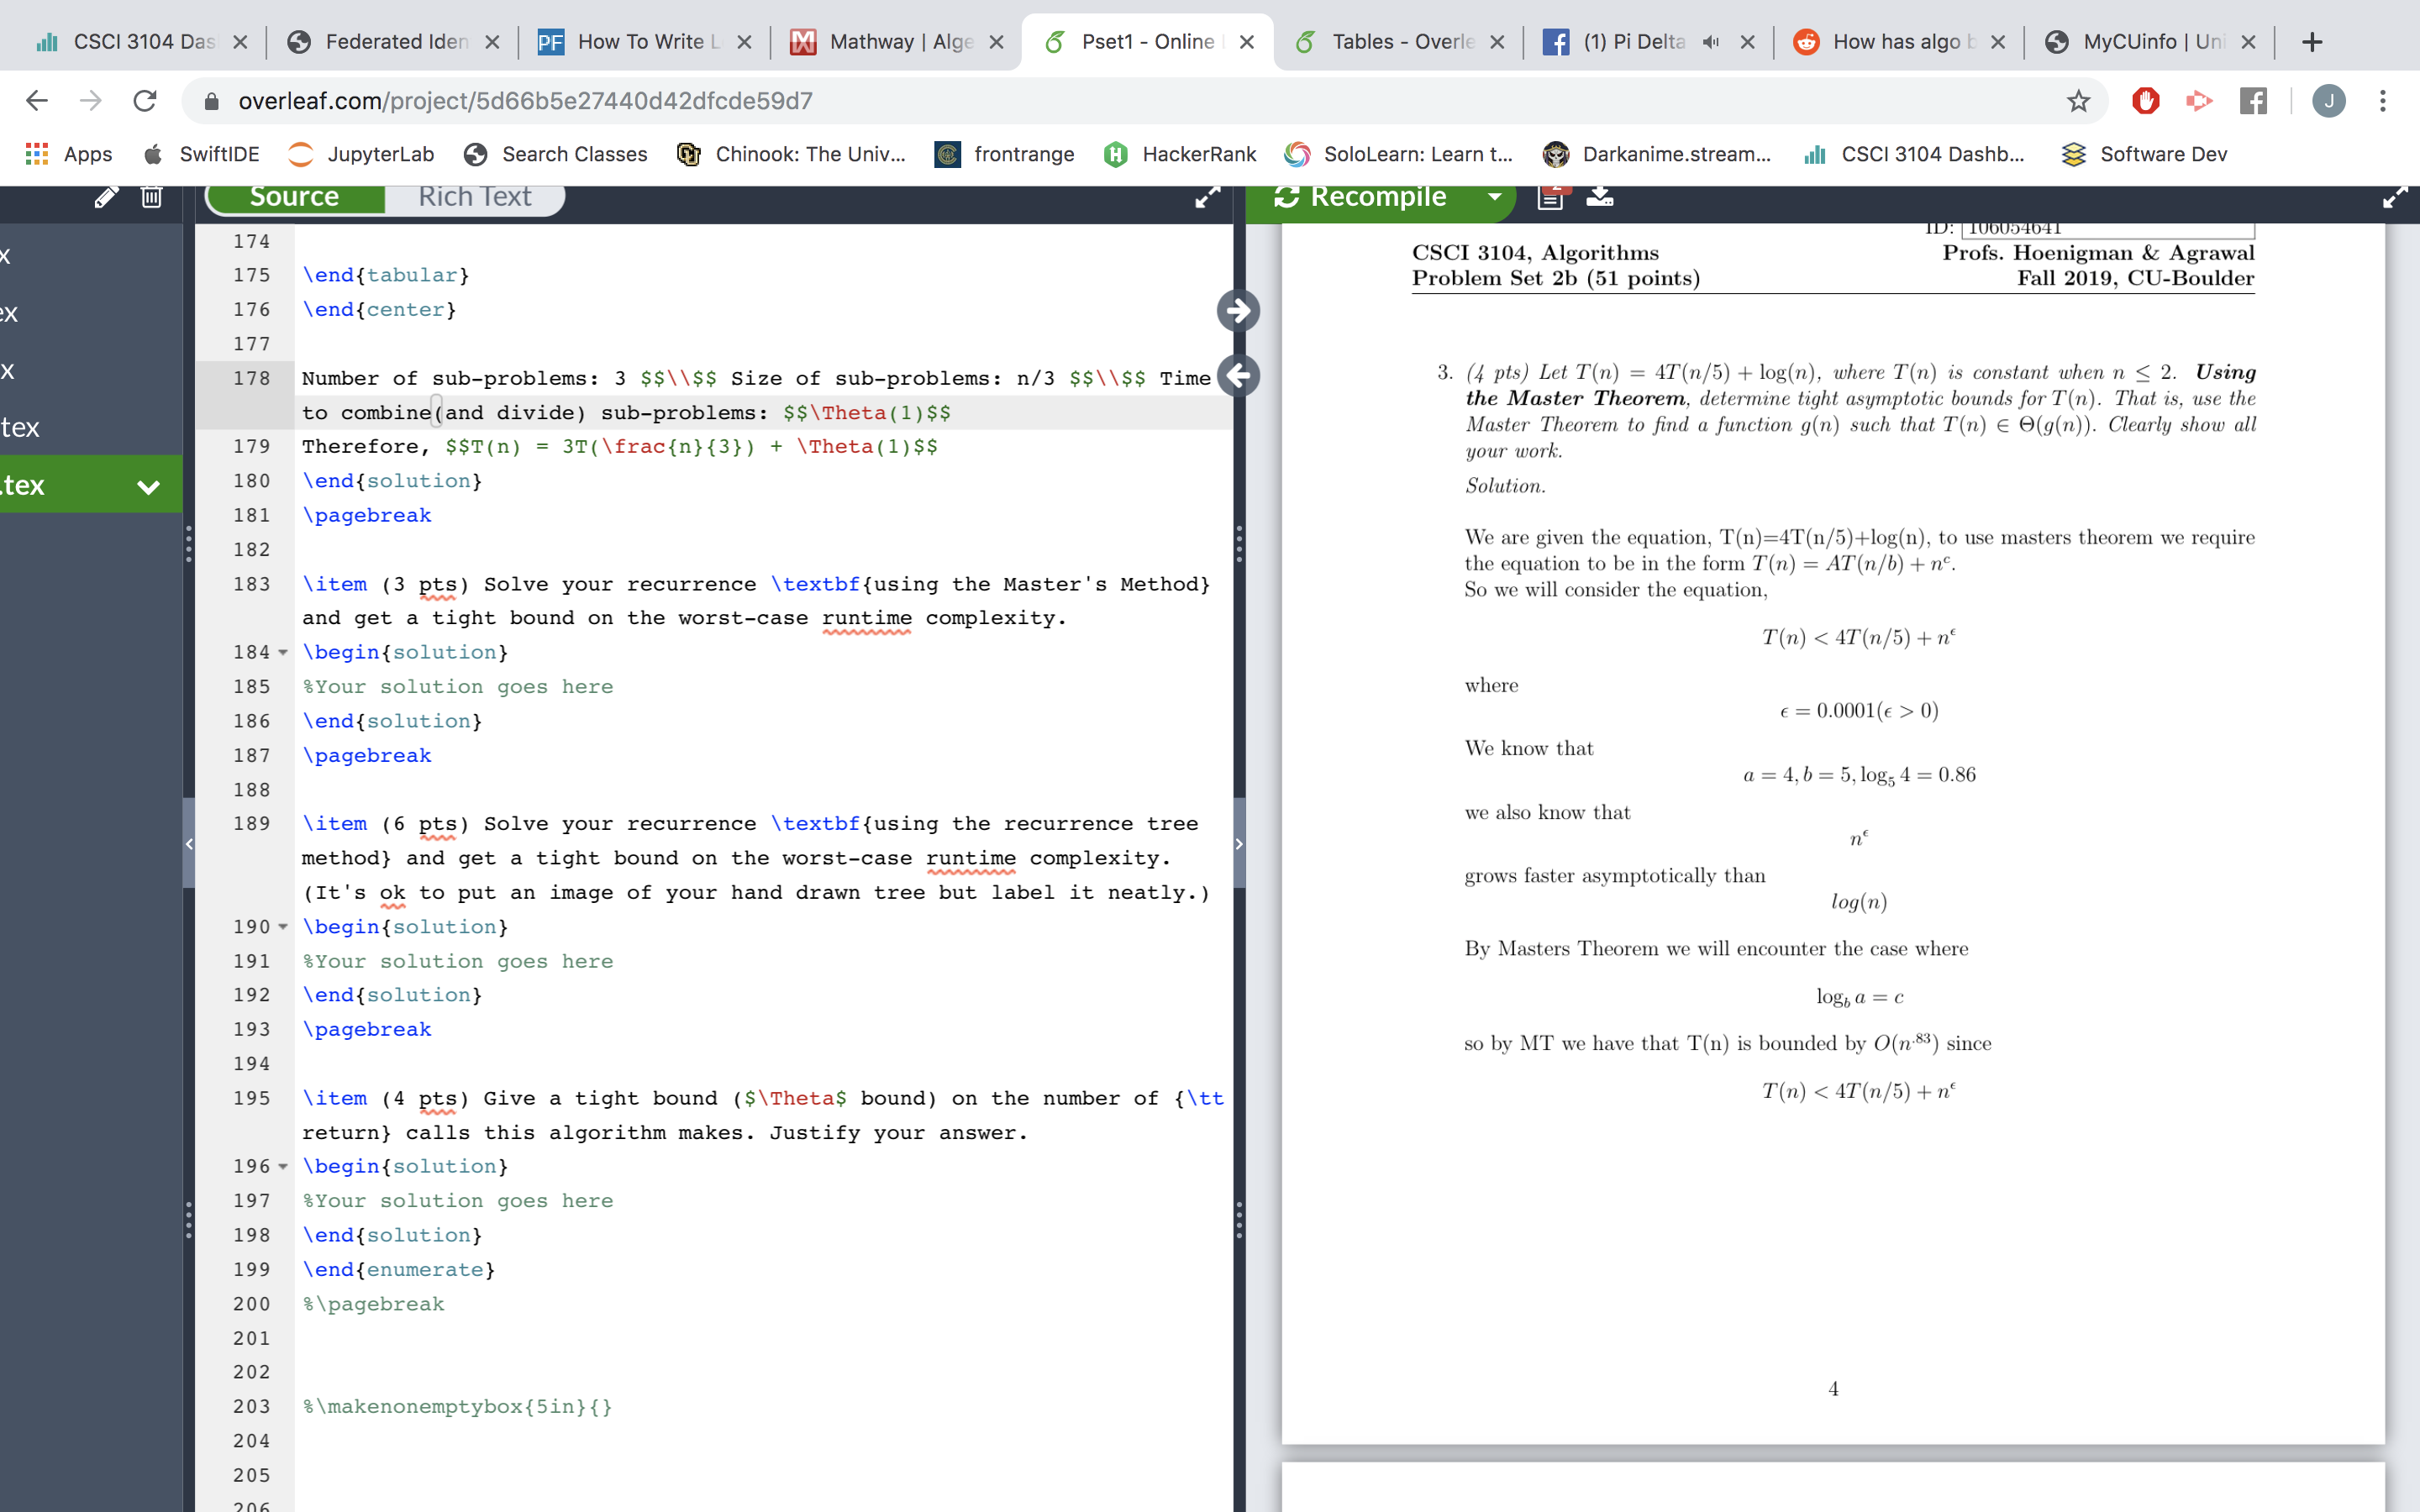 CSCI 3104 Das
Federated Iden
How To Write L
Mathway | Alge
Pset1 - Online
Tables - Overle
(1) Pi Delta
How has algo b
MyCUinfo | Uni
overleaf.com/project/5d66b5e27440d42dfcde59d7
J
Apps
SwiftIDE
JupyterLab
Search Classes
Chinook: The Univ...
frontrange
HackerRank
SoloLearn: Learn t...
Darkanime.stream...
CSCI 3104 Dashb...
Software Dev
Source
Rich Text
Recompile
x
ex
x
tex
.tex
174
175 \end{tabular}
176 \end{center}
177
178 Number of sub-problems: 3 $$\\$$ Size of sub-problems: n/3 $$\\$$ Time
to combine(and divide) sub-problems: $$\Theta(1)$$
179 Therefore, $$T(n) = 3T(\frac{n}{3}) + \Theta(1)$$
180 \end{solution}
181 \pagebreak
182
183 \item (3 pts) Solve your recurrence \textbf{using the Master's Method}
and get a tight bound on the worst-case runtime complexity.
184 \begin{solution}
185 %Your solution goes here
186 \end{solution}
187 \pagebreak
188
189 \item (6 pts) Solve your recurrence \textbf{using the recurrence tree
method} and get a tight bound on the worst-case runtime complexity.
(It's ok to put an image of your hand drawn tree but label it neatly.)
190 \begin{solution}
191 %Your solution goes here
192 \end{solution}
193 \pagebreak
194
195 \item (4 pts) Give a tight bound ($\Theta$ bound) on the number of {\tt
return} calls this algorithm makes. Justify your answer.
196 \begin{solution}
197 %Your solution goes here
198 \end{solution}
199 \end{enumerate}
200 %\pagebreak
201
202
203 %\makenonemptybox{5in}{}
204
205
206
ID: 106054641
CSCI 3104, Algorithms
Profs. Hoenigman & Agrawal
Problem Set 2b (51 points)
Fall 2019, CU-Boulder
3. (4 pts) Let T(n) = 4T(n/5) + log(n), where T(n) is constant when n ≤ 2. Using
the Master Theorem, determine tight asymptotic bounds for T(n). That is, use the
Master Theorem to find a function g(n) such that T(n) ∈ Θ(g(n)). Clearly show all
your work.
Solution.
We are given the equation, T(n)=4T(n/5)+log(n), to use masters theorem we require
the equation to be in the form T(n) = AT(n/b) + n^c.
So we will consider the equation,
T(n) < 4T(n/5) + n^ϵ
where
ϵ = 0.0001(ϵ > 0)
We know that
a = 4, b = 5, log₅ 4 = 0.86
we also know that
n^ϵ
grows faster asymptotically than
log(n)
By Masters Theorem we will encounter the case where
log_b a = c
so by MT we have that T(n) is bounded by O(n^.83) since
T(n) < 4T(n/5) + n^ϵ
4